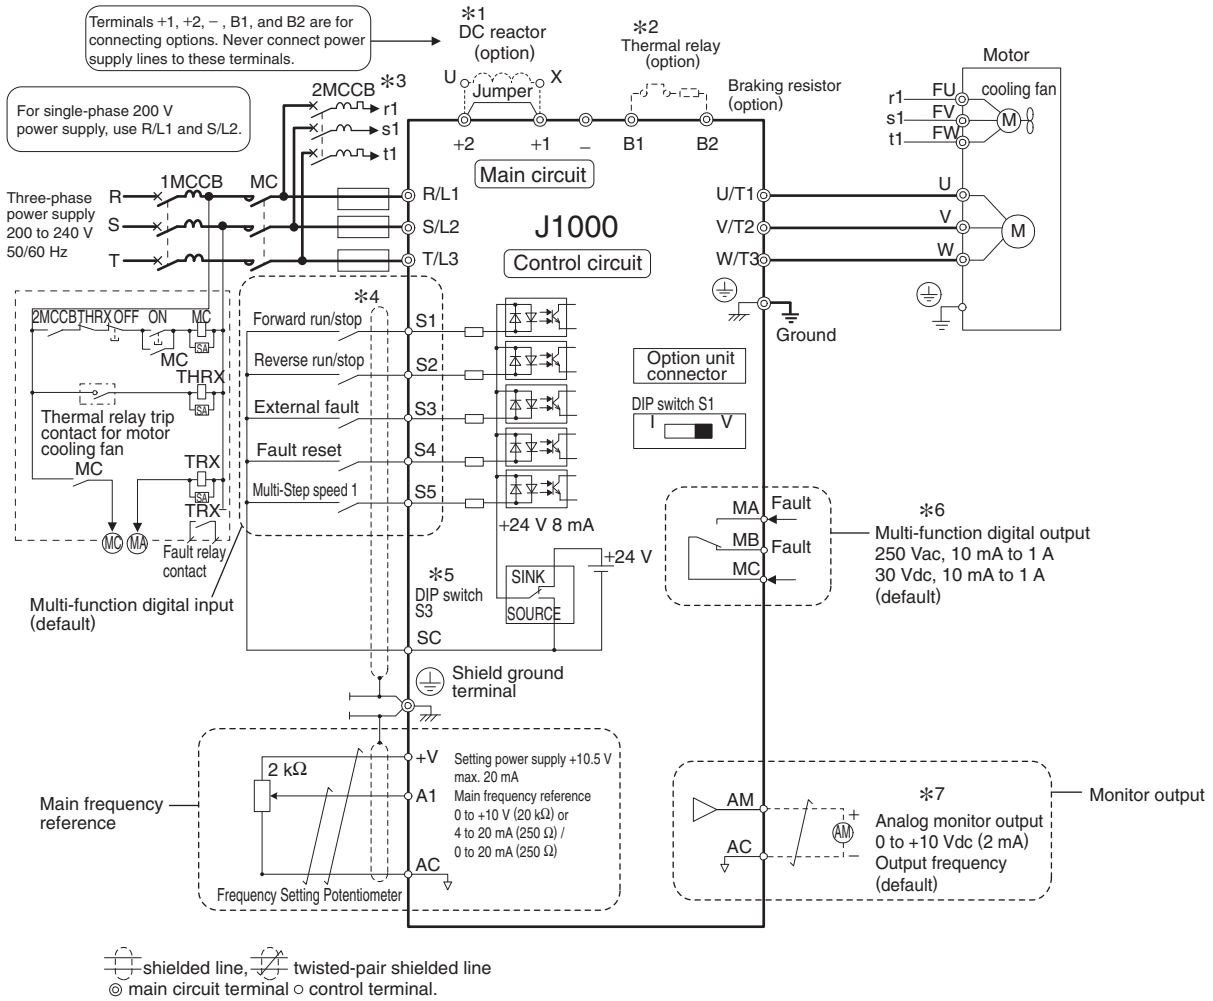 Terminals +1, +2, −, B1, and B2 are for
connecting options. Never connect power
supply lines to these terminals.
*1
DC reactor
(option)
U
X
Jumper
*2
Thermal relay
(option)
Braking resistor
(option)
Motor
cooling fan
r1
FU
s1
FV
t1
FW
M
For single-phase 200 V
power supply, use R/L1 and S/L2.
2MCCB
*3
r1
s1
t1
+2
+1
−
B1
B2
Main circuit
Three-phase
power supply
200 to 240 V
50/60 Hz
R
S
T
1MCCB
MC
R/L1
S/L2
T/L3
J1000
Control circuit
U/T1
V/T2
W/T3
U
V
W
M
Ground
2MCCB
THRX
OFF
ON
MC
SA
MC
THRX
SA
Thermal relay trip
contact for motor
cooling fan
MC
TRX
SA
TRX
MC
MA
Fault relay
contact
*4
Forward run/stop
S1
Reverse run/stop
S2
External fault
S3
Fault reset
S4
Multi-Step speed 1
S5
+24 V 8 mA
Option unit
connector
DIP switch S1
I
V
MA
Fault
MB
Fault
MC
*6
Multi-function digital output
250 Vac, 10 mA to 1 A
30 Vdc, 10 mA to 1 A
(default)
Multi-function digital input
(default)
*5
DIP switch
S3
SINK
SOURCE
+24 V
SC
Shield ground
terminal
Main frequency
reference
2 kΩ
+V
A1
AC
Setting power supply +10.5 V
max. 20 mA
Main frequency reference
0 to +10 V (20 kΩ) or
4 to 20 mA (250 Ω) /
0 to 20 mA (250 Ω)
Frequency Setting Potentiometer
AM
AC
+
AM
−
*7
Analog monitor output
0 to +10 Vdc (2 mA)
Output frequency
(default)
Monitor output
shielded line,
twisted-pair shielded line
main circuit terminal
control terminal.